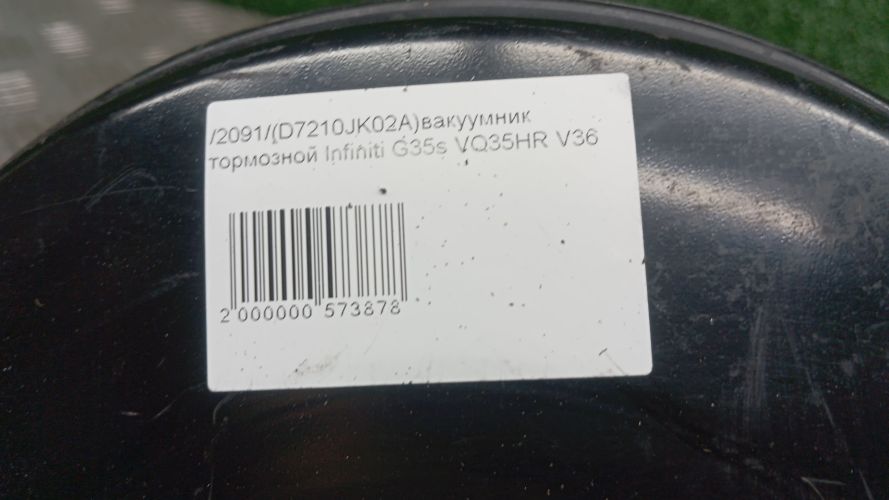 /2091/(D7210JK02A)вакуумник
тормозной Infiniti G35s VQ35HR V36
2 000000 573878